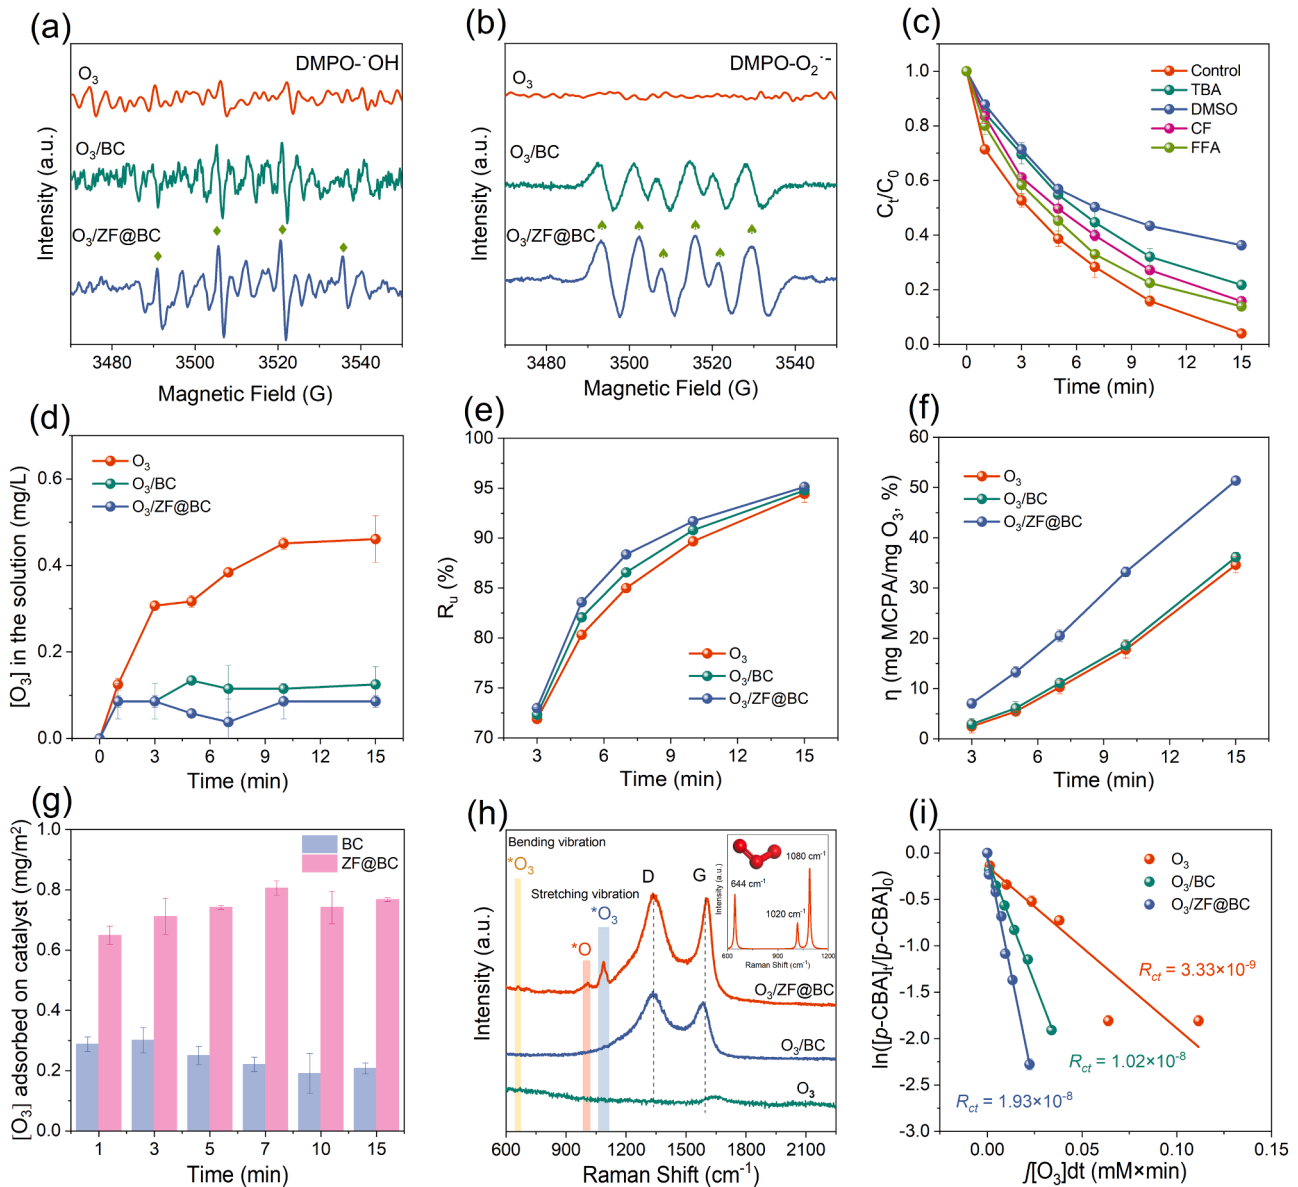 (a)
DMPO-˙OH
O₃
O₃/BC
O₃/ZF@BC
Intensity (a.u.)
3480 3500 3520 3540
Magnetic Field (G)
(b)
DMPO-O₂˙⁻
O₃
O₃/BC
O₃/ZF@BC
Intensity (a.u.)
3480 3500 3520 3540
Magnetic Field (G)
(c)
Control
TBA
DMSO
CF
FFA
Cₜ/C₀
1.0
0.8
0.6
0.4
0.2
0.0
0 3 6 9 12 15
Time (min)
(d)
O₃
O₃/BC
O₃/ZF@BC
[O₃] in the solution (mg/L)
0.6
0.4
0.2
0.0
0 3 6 9 12 15
Time (min)
(e)
Rᵤ (%)
100
95
90
85
80
75
70
O₃
O₃/BC
O₃/ZF@BC
3 6 9 12 15
Time (min)
(f)
η (mg MCPA/mg O₃, %)
60
50
40
30
20
10
0
O₃
O₃/BC
O₃/ZF@BC
3 6 9 12 15
Time (min)
(g)
BC
ZF@BC
[O₃] adsorbed on catalyst (mg/m²)
1.0
0.8
0.6
0.4
0.2
0.0
1 3 5 7 10 15
Time (min)
(h)
Bending vibration
*O₃
Stretching vibration
*O₃
*O
D
G
O₃/ZF@BC
O₃/BC
O₃
Intensity (a.u.)
600 900 1200 1500 1800 2100
Raman Shift (cm⁻¹)
1080 cm⁻¹
644 cm⁻¹
1020 cm⁻¹
Intensity (a.u.)
600 900 1200
Raman Shift (cm⁻¹)
(i)
O₃
O₃/BC
O₃/ZF@BC
ln([p-CBA]ₜ/[p-CBA]₀)
0.0
-0.5
-1.0
-1.5
-2.0
-2.5
-3.0
R_ct = 3.33×10⁻⁹
R_ct = 1.02×10⁻⁸
R_ct = 1.93×10⁻⁸
0.00 0.05 0.10 0.15
∫[O₃]dt (mM×min)